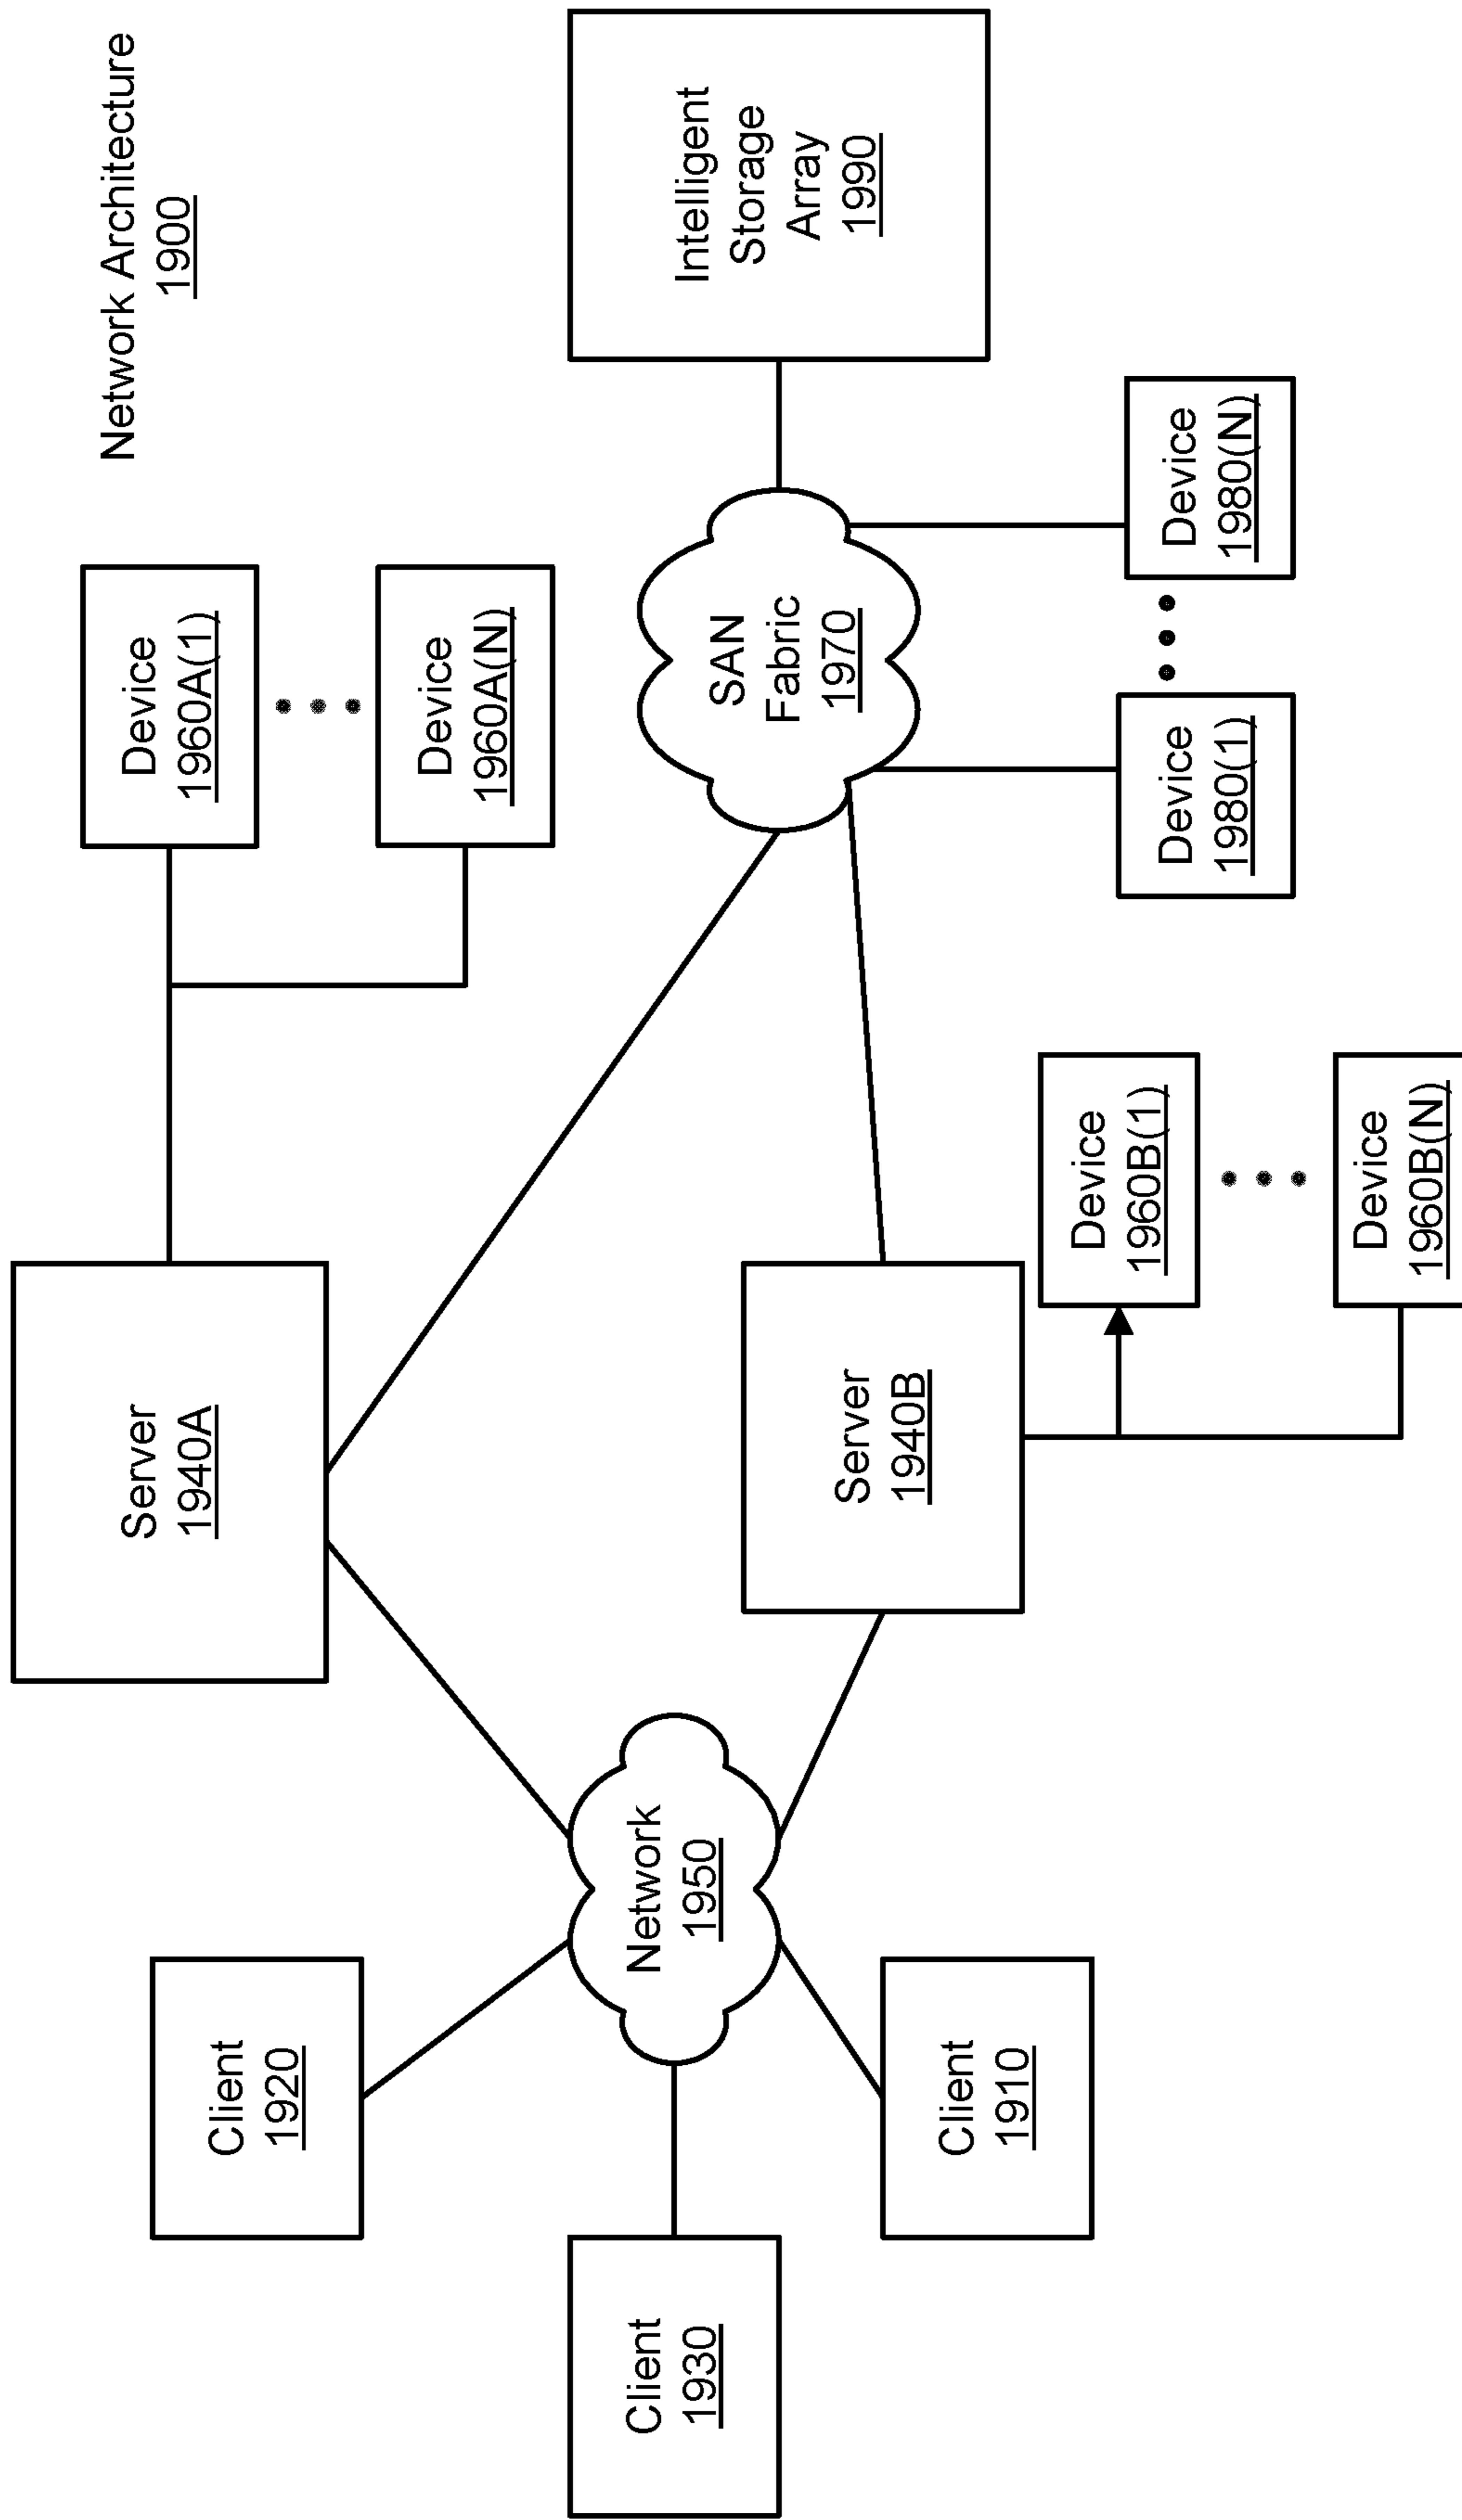 Network Architecture
1900
Device
1960A(1)
Device
1960A(N)
Server
1940A
Client
1920
Client
1930
Network
1950
SAN
Fabric
1970
Intelligent
Storage
Array
1990
Client
1910
Server
1940B
Device
1980(1)
Device
1980(N)
Device
1960B(1)
Device
1960B(N)